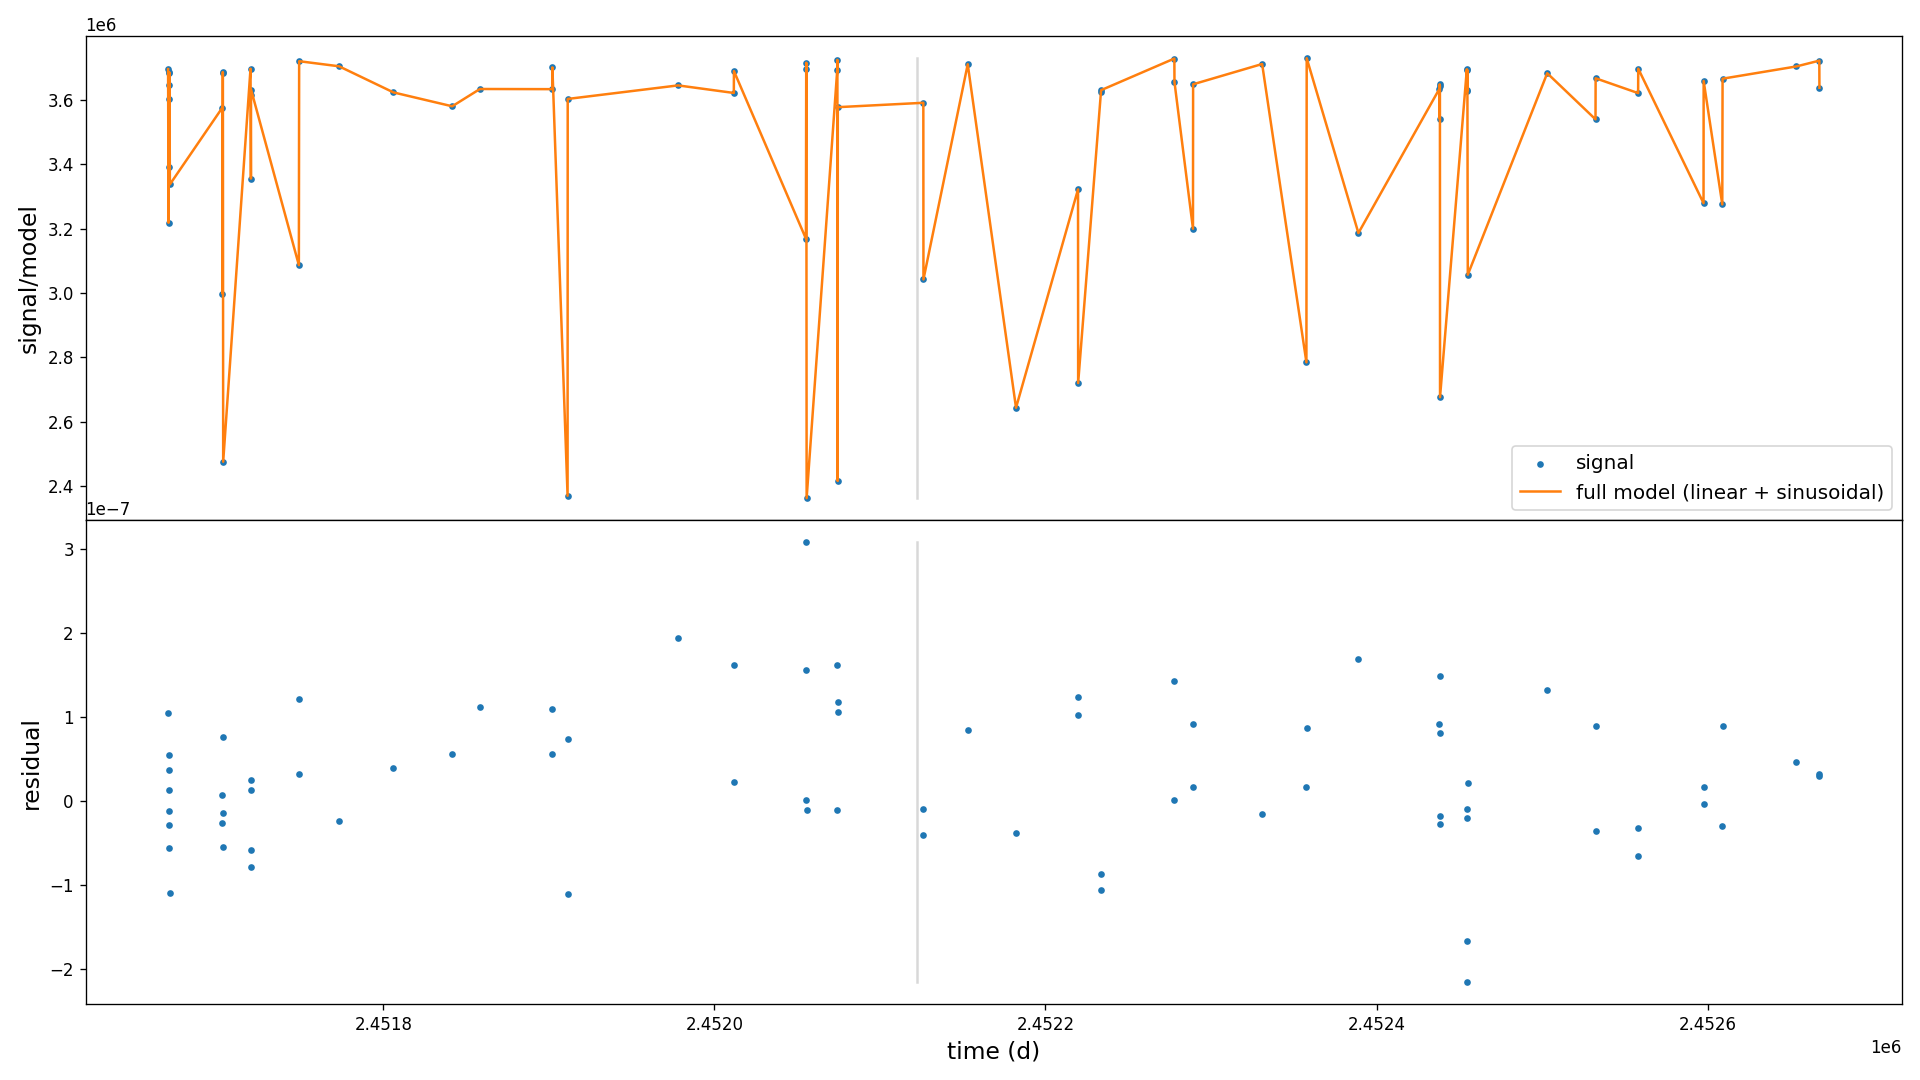 1e6
3.6
3.4
3.2
3.0
2.8
2.6
2.4
signal/model
signal
full model (linear + sinusoidal)
1e−7
3
2
1
0
−1
−2
residual
2.4518
2.4520
2.4522
2.4524
2.4526
time (d)
1e6